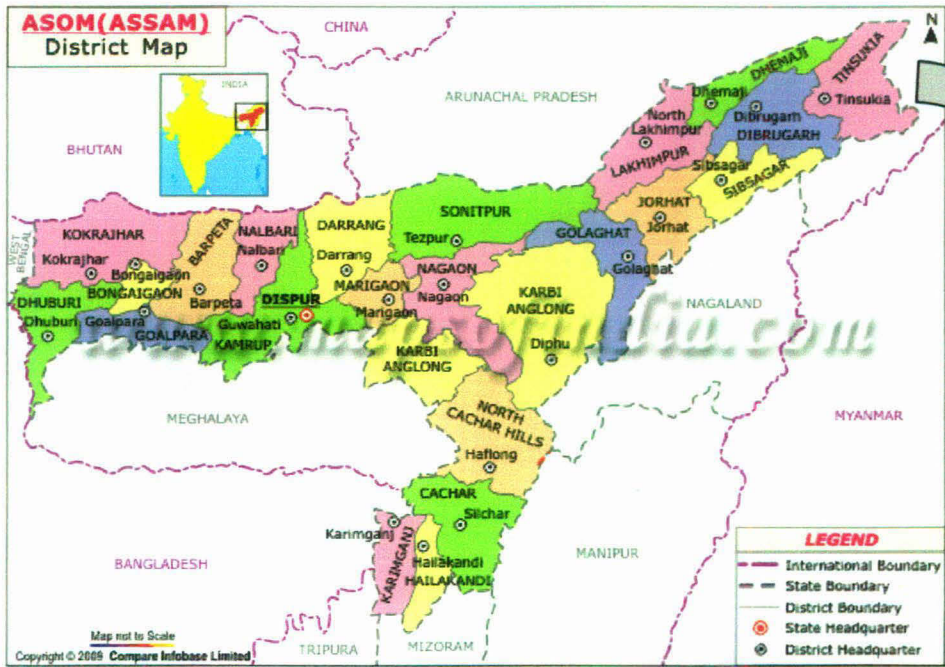 ASOM(ASSAM)
District Map
CHINA
N
INDIA
ARUNACHAL PRADESH
BHUTAN
DHEMAJI
Dhemaji
TINSUKIA
Tinsukia
North
Lakhimpur
LAKHIMPUR
Dibrugarh
DIBRUGARH
Sibsagar
SIBSAGAR
JORHAT
Jorhat
WEST
BENGAL
KOKRAJHAR
Kokrajhar
BARPETA
Barpeta
NALBARI
Nalbari
DARRANG
Darrang
SONITPUR
Tezpur
GOLAGHAT
Golaghat
Bongaigaon
BONGAIGAON
DHUBURI
Dhuburi
Goalpara
GOALPARA
DISPUR
Guwahati
KAMRUP
MARIGAON
Marigaon
NAGAON
Nagaon
KARBI
ANGLONG
Diphu
KARBI
ANGLONG
NAGALAND
MEGHALAYA
MYANMAR
NORTH
CACHAR HILLS
Haflong
CACHAR
Silchar
Karimganj
KARIMGANJ
Hailakandi
HAILAKANDI
BANGLADESH
MANIPUR
TRIPURA
MIZORAM
LEGEND
International Boundary
State Boundary
District Boundary
State Headquarter
District Headquarter
Map not to Scale
Copyright © 2009 Compare Infobase Limited